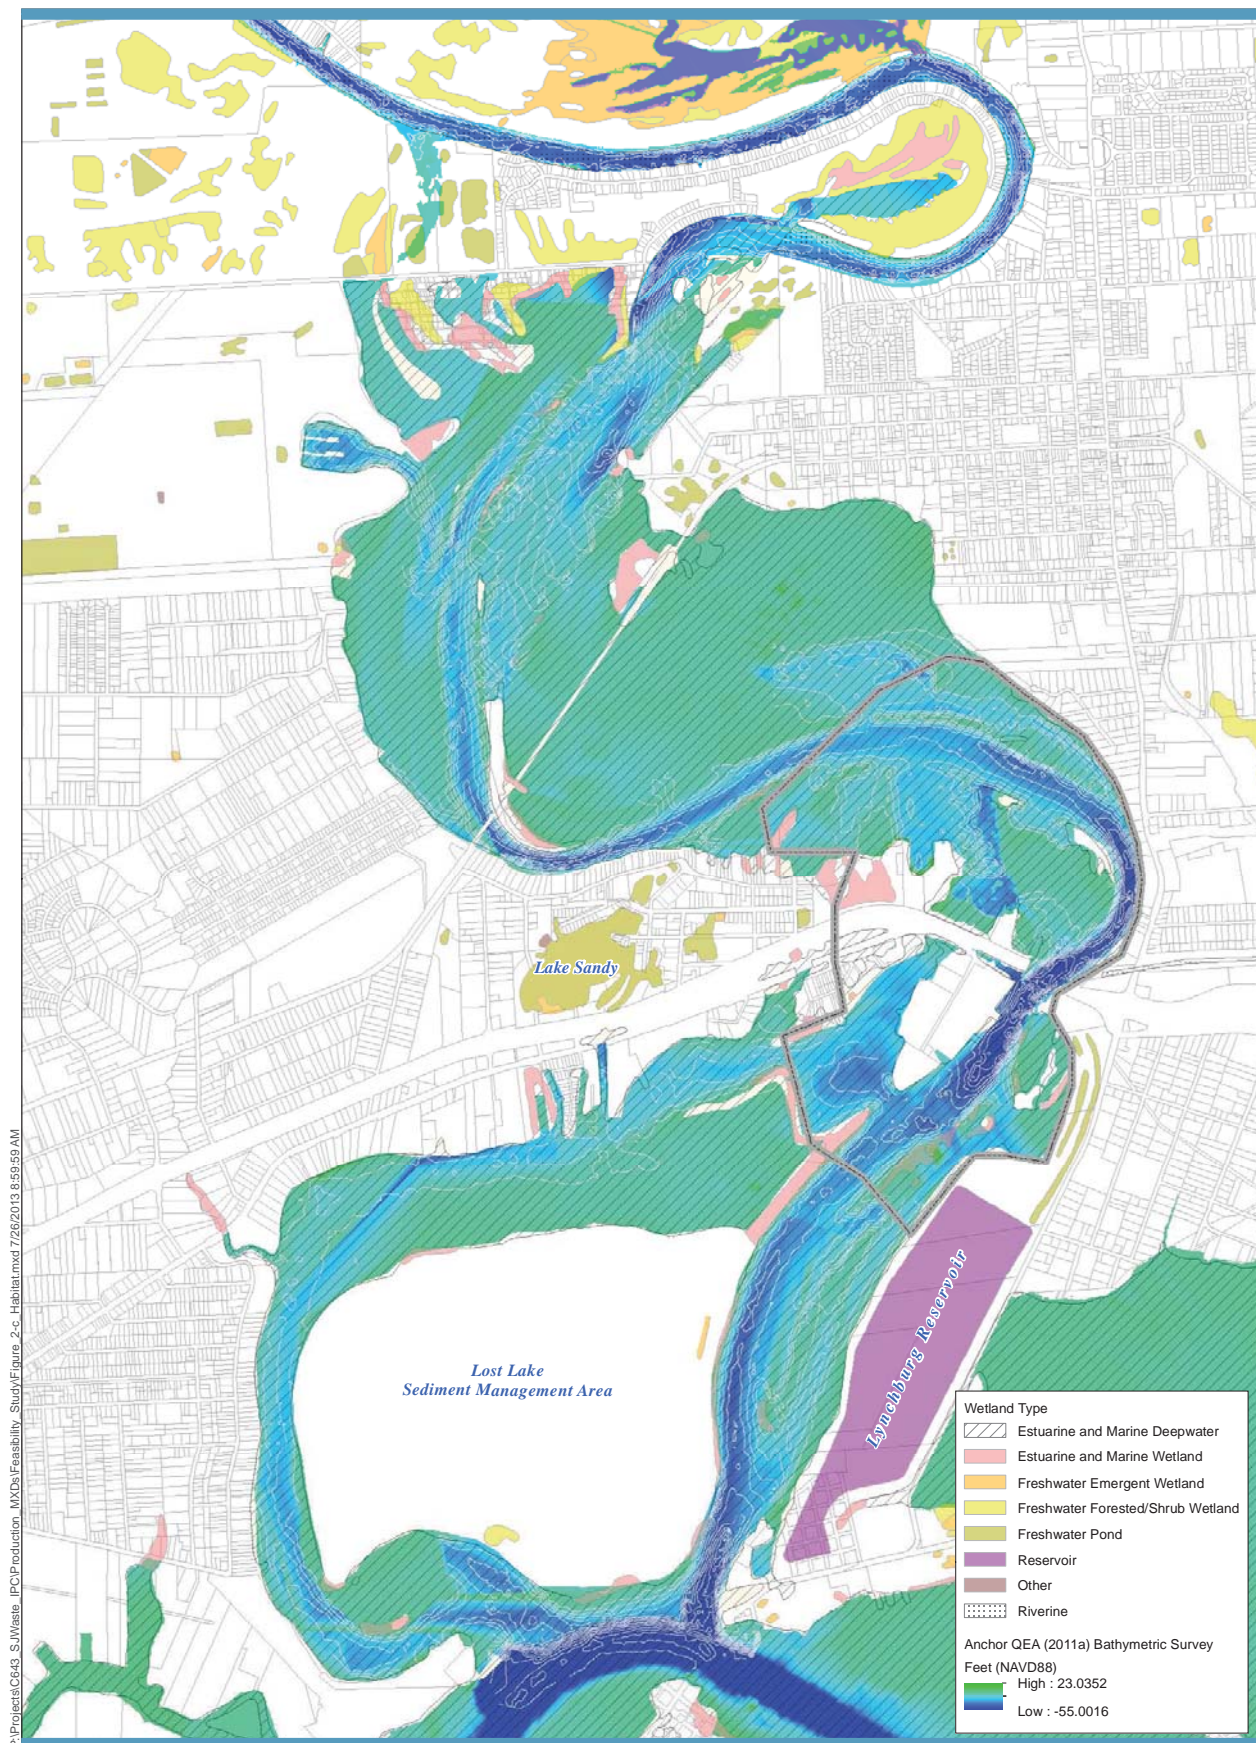 Lake Sandy
Lost Lake
Sediment Management Area
Lynchburg Reservoir
Wetland Type
Estuarine and Marine Deepwater
Estuarine and Marine Wetland
Freshwater Emergent Wetland
Freshwater Forested/Shrub Wetland
Freshwater Pond
Reservoir
Other
Riverine
Anchor QEA (2011a) Bathymetric Survey
Feet (NAVD88)
High : 23.0352
Low : -55.0016
:\Projects\C643_SJWaste_IPC\Production_MXDs\Feasibility_Study\Figure_2-c_Habitat.mxd 7/26/2013 8:59:59 AM